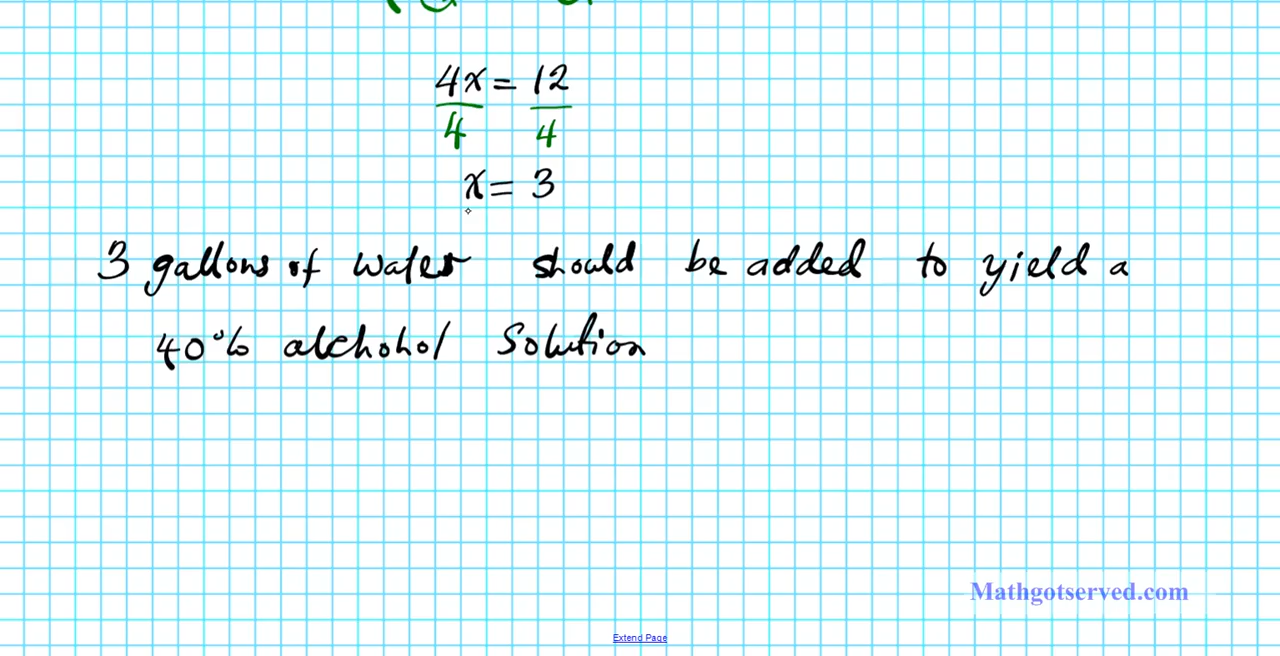 4x = 12
4 4
x = 3
3 gallons of water should be added to yield a
40% alchohol solution
Mathgotserved.com
Extend Page